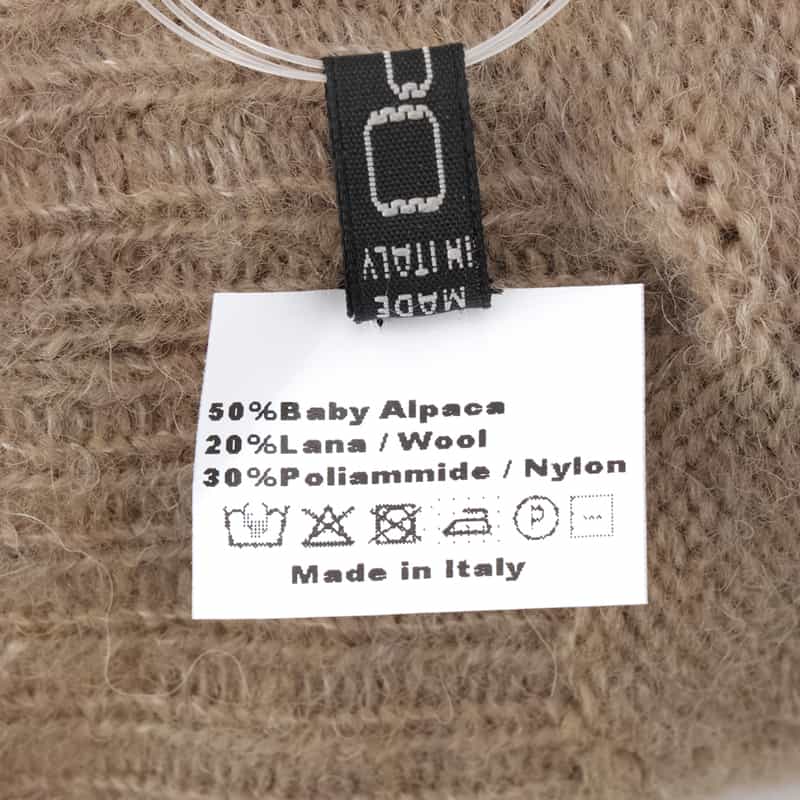 MADE
IN ITALY
50%Baby Alpaca
20%Lana / Wool
30%Poliammide / Nylon
P
Made in Italy